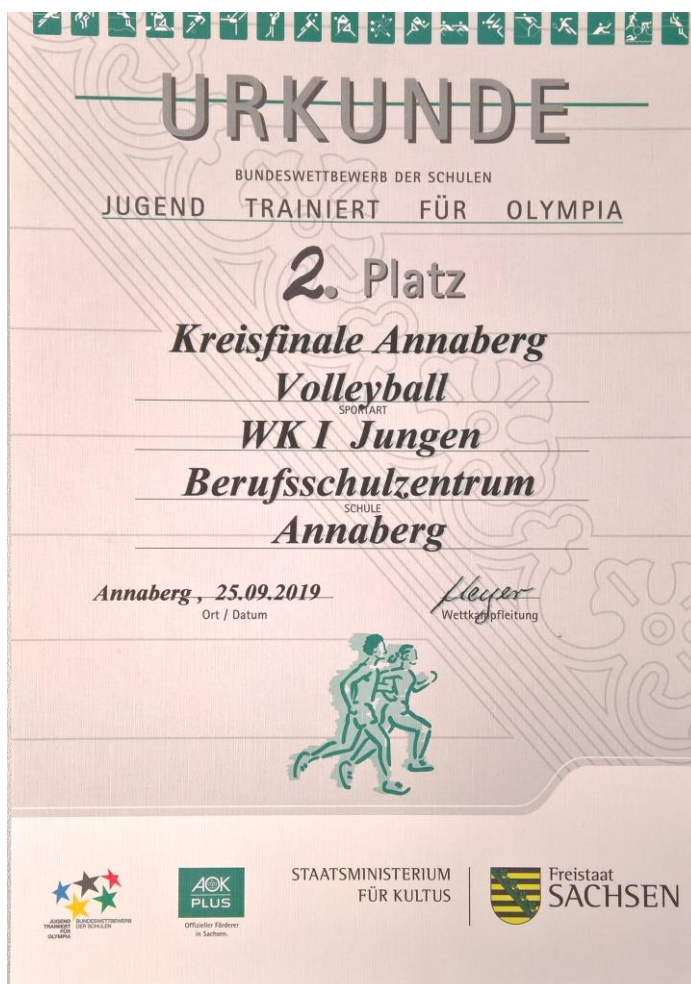 URKUNDE
BUNDESWETTBEWERB DER SCHULEN
JUGEND TRAINIERT FÜR OLYMPIA
2. Platz
Kreisfinale Annaberg
Volleyball
SPORTART
WK I Jungen
Berufsschulzentrum
SCHULE
Annaberg
Annaberg , 25.09.2019
Ort / Datum
Meyer
Wettkampfleitung
JUGEND TRAINIERT FÜR OLYMPIA
BUNDESWETTBEWERB DER SCHULEN
AOK
PLUS
Offizieller Förderer
in Sachsen.
STAATSMINISTERIUM
FÜR KULTUS
Freistaat
SACHSEN